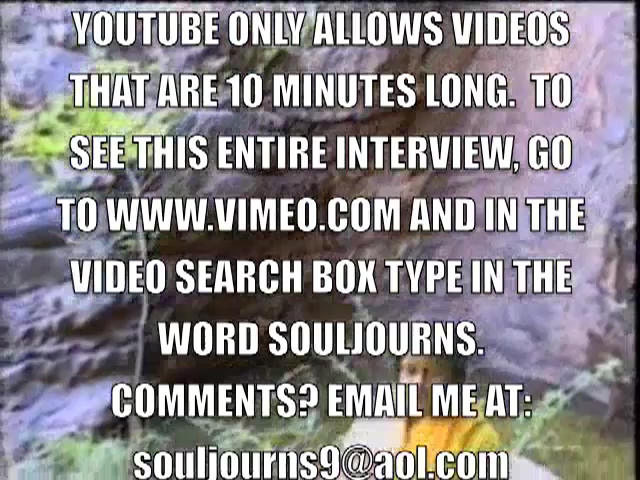 YOUTUBE ONLY ALLOWS VIDEOS
THAT ARE 10 MINUTES LONG. TO
SEE THIS ENTIRE INTERVIEW, GO
TO WWW.VIMEO.COM AND IN THE
VIDEO SEARCH BOX TYPE IN THE
WORD SOULJOURNS.
COMMENTS? EMAIL ME AT:
souljourns9@aol.com